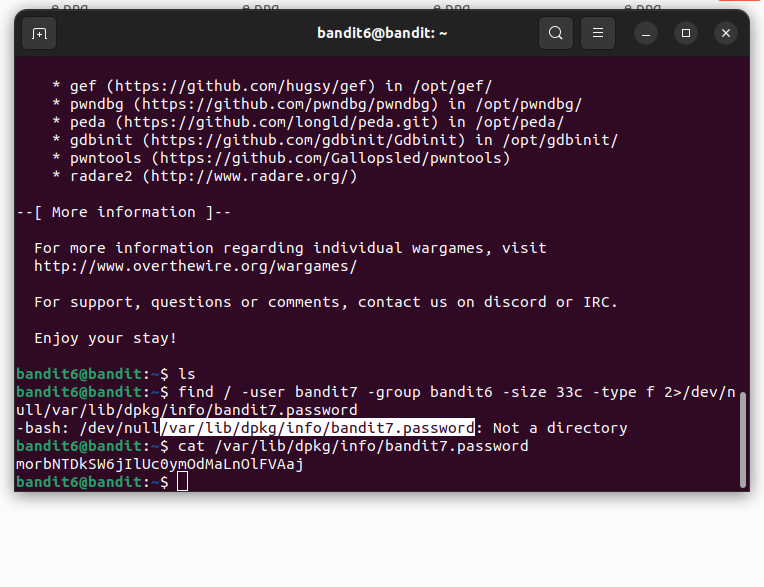 bandit6@bandit: ~
* gef (https://github.com/hugsy/gef) in /opt/gef/
* pwndbg (https://github.com/pwndbg/pwndbg) in /opt/pwndbg/
* peda (https://github.com/longld/peda.git) in /opt/peda/
* gdbinit (https://github.com/gdbinit/Gdbinit) in /opt/gdbinit/
* pwntools (https://github.com/Gallopsled/pwntools)
* radare2 (http://www.radare.org/)
--[ More information ]--
For more information regarding individual wargames, visit
http://www.overthewire.org/wargames/
For support, questions or comments, contact us on discord or IRC.
Enjoy your stay!
bandit6@bandit:~$ ls
bandit6@bandit:~$ find / -user bandit7 -group bandit6 -size 33c -type f 2>/dev/n
ull/var/lib/dpkg/info/bandit7.password
-bash: /dev/null/var/lib/dpkg/info/bandit7.password: Not a directory
bandit6@bandit:~$ cat /var/lib/dpkg/info/bandit7.password
morbNTDkSW6jIlUc0ymOdMaLnOlFVAaj
bandit6@bandit:~$